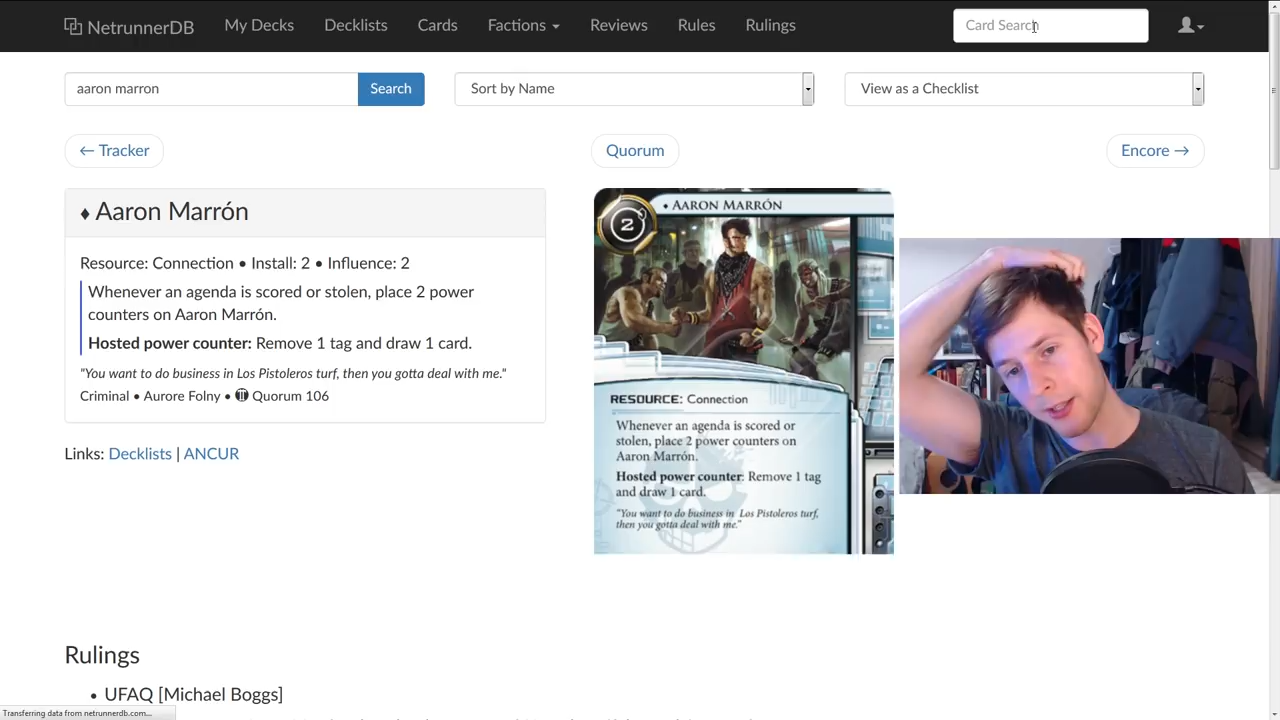 NetrunnerDB My Decks Decklists Cards Factions Reviews Rules Rulings Card Search
aaron marron Search Sort by Name View as a Checklist
← Tracker Quorum Encore →
♦ Aaron Marrón
Resource: Connection • Install: 2 • Influence: 2
Whenever an agenda is scored or stolen, place 2 power
counters on Aaron Marrón.
Hosted power counter: Remove 1 tag and draw 1 card.
"You want to do business in Los Pistoleros turf, then you gotta deal with me."
Criminal • Aurore Folny • Quorum 106
Links: Decklists | ANCUR
2
♦ AARON MARRÓN
RESOURCE: Connection
Whenever an agenda is scored or
stolen, place 2 power counters on
Aaron Marrón.
Hosted power counter: Remove 1 tag
and draw 1 card.
"You want to do business in Los Pistoleros turf,
then you gotta deal with me."
Rulings
• UFAQ [Michael Boggs]
Transferring data from netrunnerdb.com...